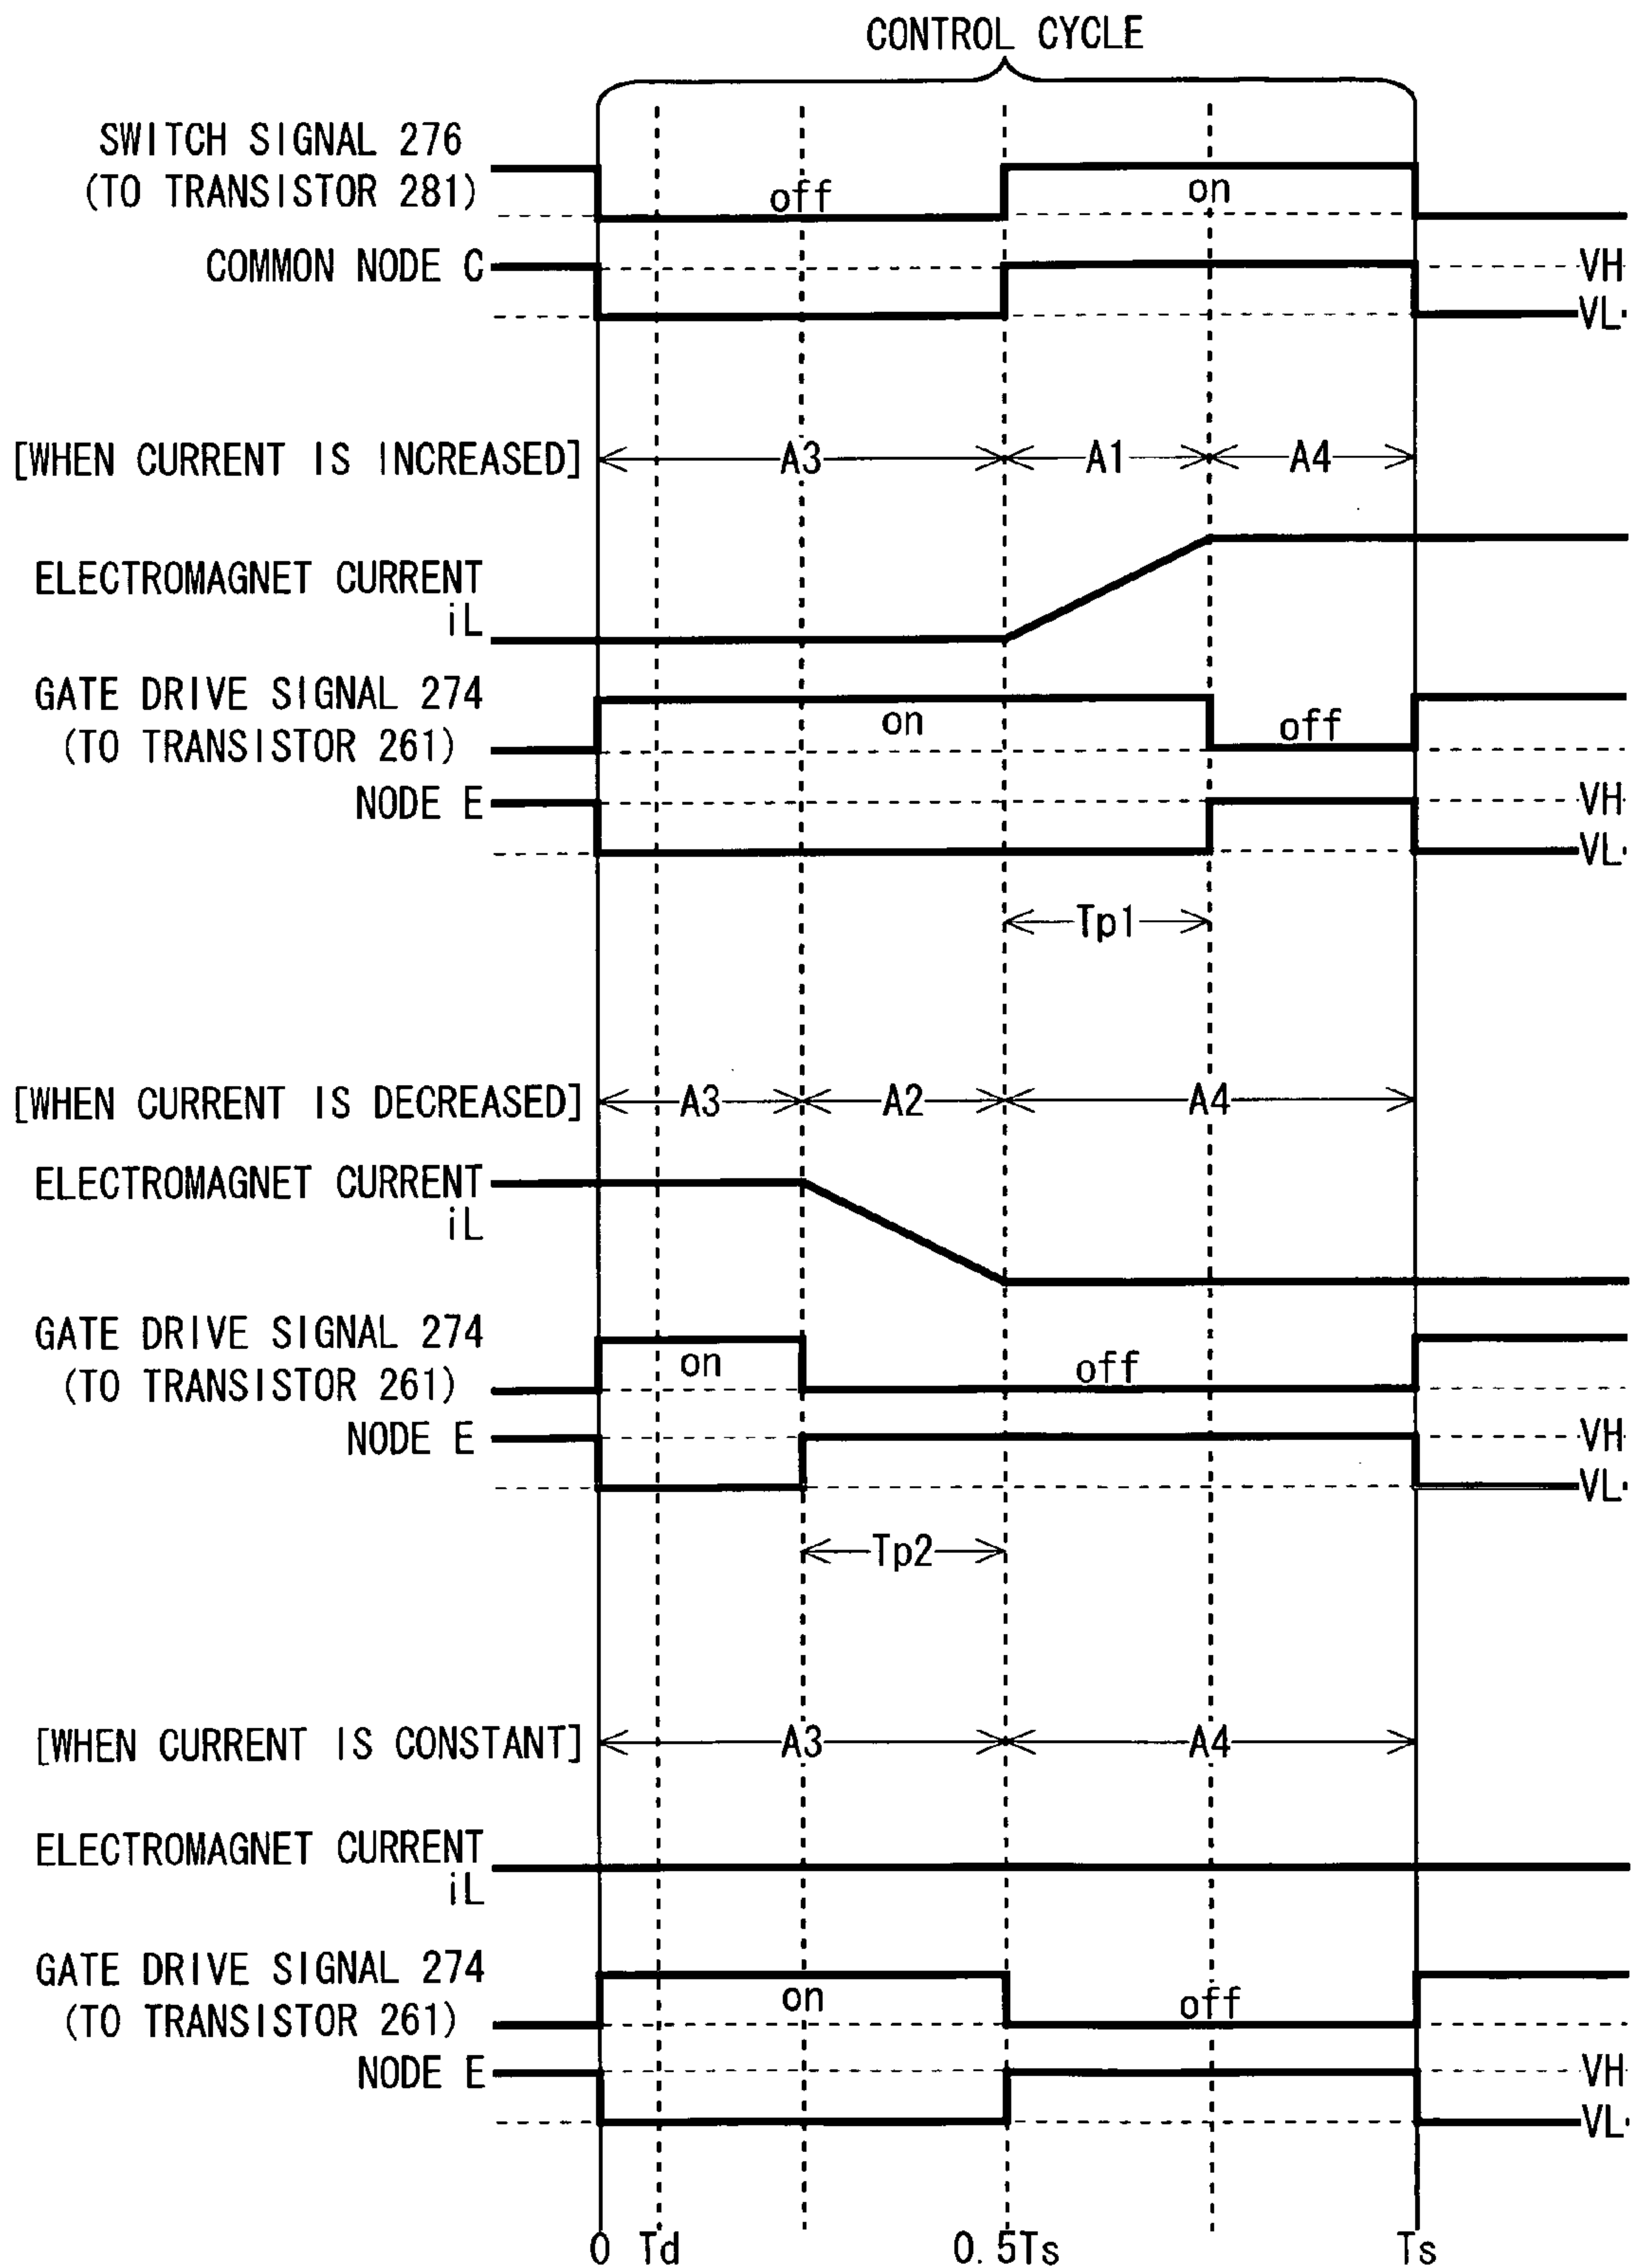 CONTROL CYCLE
SWITCH SIGNAL 276
(TO TRANSISTOR 281)
off
on
COMMON NODE C
VH
VL
[WHEN CURRENT IS INCREASED]
A3
A1
A4
ELECTROMAGNET CURRENT
iL
GATE DRIVE SIGNAL 274
(TO TRANSISTOR 261)
on
off
NODE E
VH
VL
Tp1
[WHEN CURRENT IS DECREASED]
A3
A2
A4
ELECTROMAGNET CURRENT
iL
GATE DRIVE SIGNAL 274
(TO TRANSISTOR 261)
on
off
NODE E
VH
VL
Tp2
[WHEN CURRENT IS CONSTANT]
A3
A4
ELECTROMAGNET CURRENT
iL
GATE DRIVE SIGNAL 274
(TO TRANSISTOR 261)
on
off
NODE E
VH
VL
0 Td 0.5Ts Ts